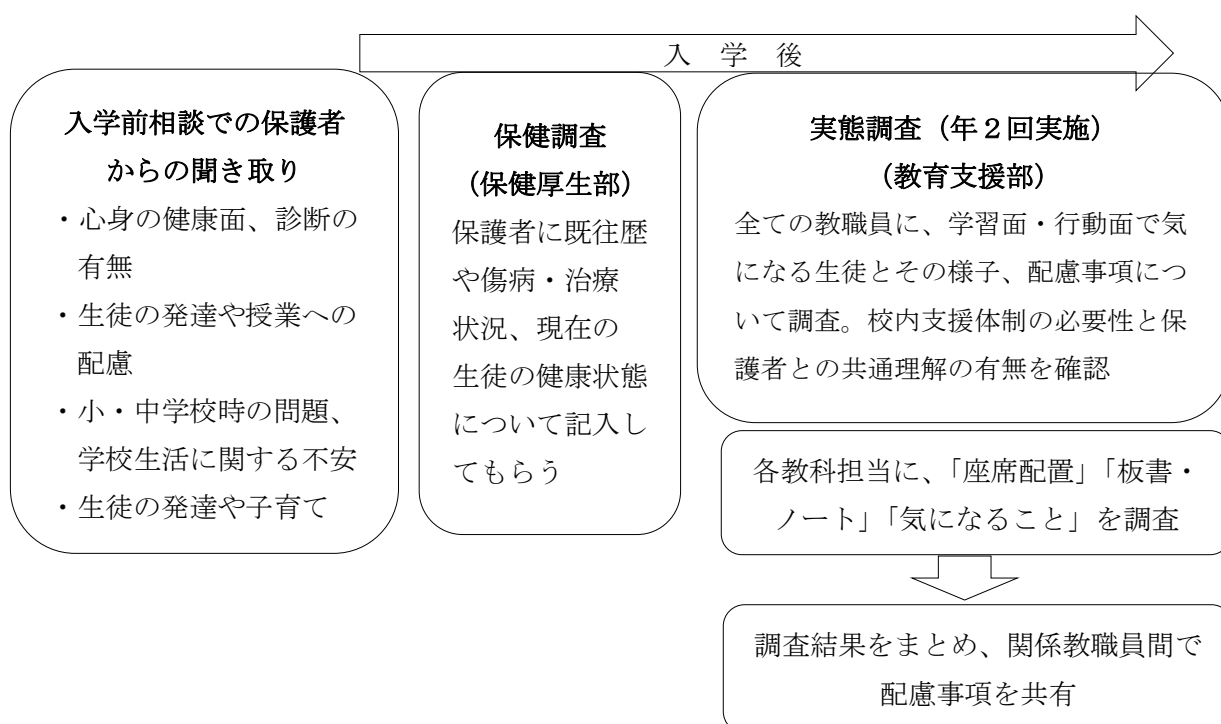 入 学 後
入学前相談での保護者
からの聞き取り
・心身の健康面、診断の
有無
・生徒の発達や授業への
配慮
・小・中学校時の問題、
学校生活に関する不安
・生徒の発達や子育て
保健調査
（保健厚生部）
保護者に既往歴
や傷病・治療
状況、現在の
生徒の健康状態
について記入し
てもらう
実態調査（年２回実施）
（教育支援部）
全ての教職員に、学習面・行動面で気
になる生徒とその様子、配慮事項につ
いて調査。校内支援体制の必要性と保
護者との共通理解の有無を確認
各教科担当に、「座席配置」「板書・
ノート」「気になること」を調査
調査結果をまとめ、関係教職員間で
配慮事項を共有